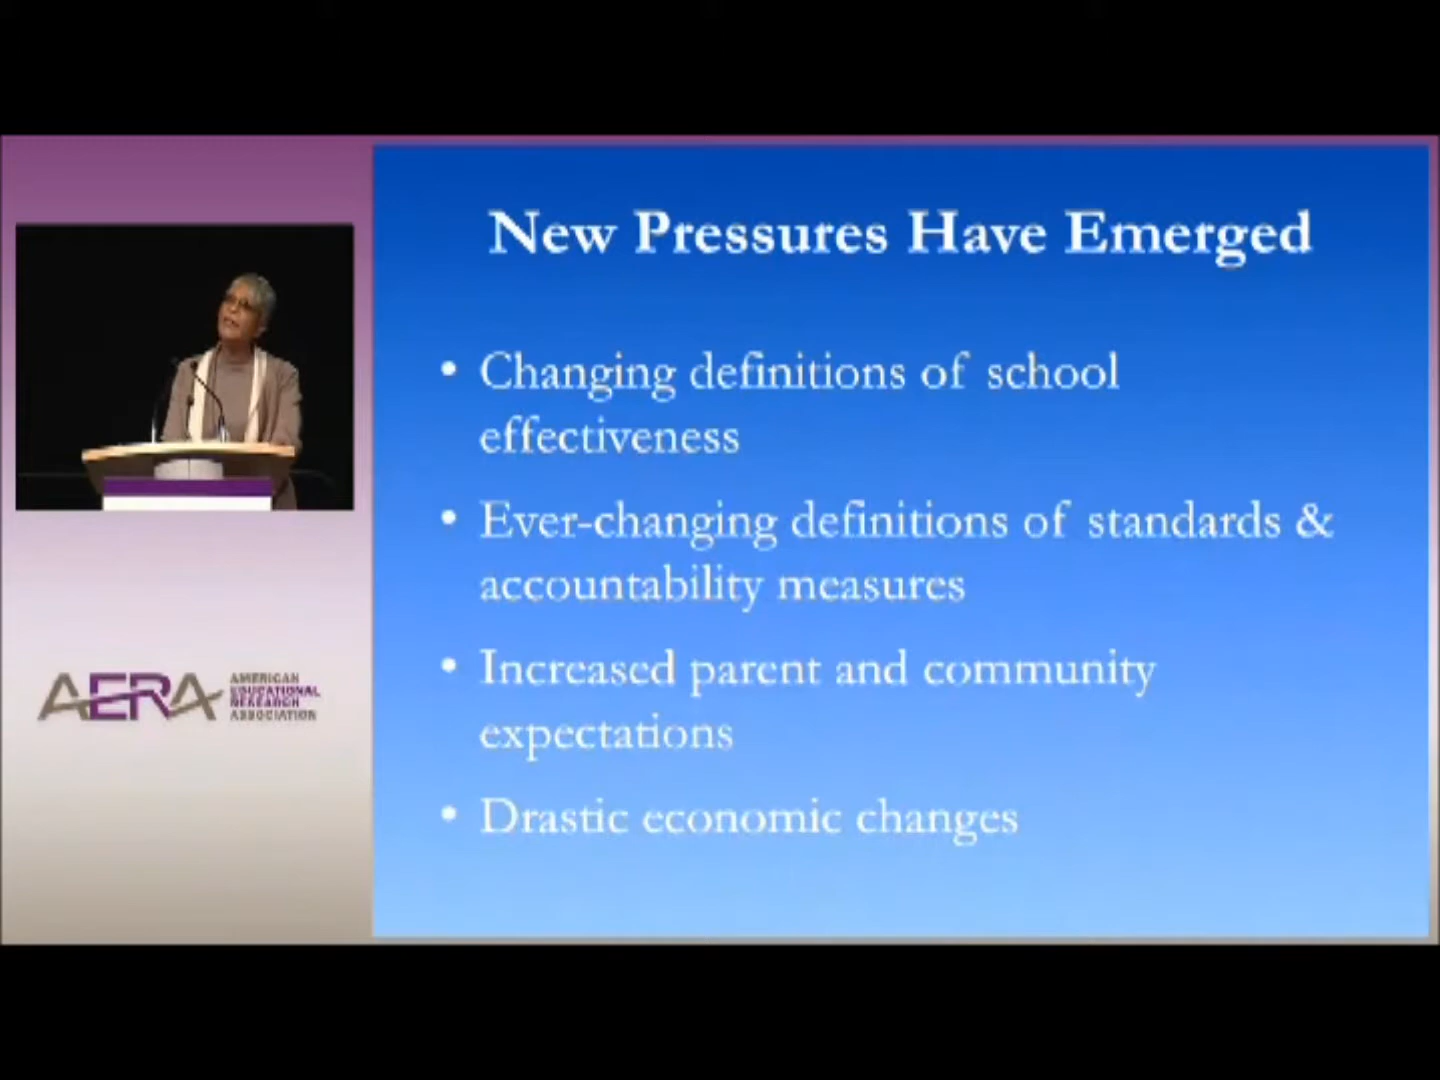 New Pressures Have Emerged
• Changing definitions of school
effectiveness
• Ever-changing definitions of standards &
accountability measures
• Increased parent and community
expectations
• Drastic economic changes
AERA
AMERICAN
EDUCATIONAL
RESEARCH
ASSOCIATION